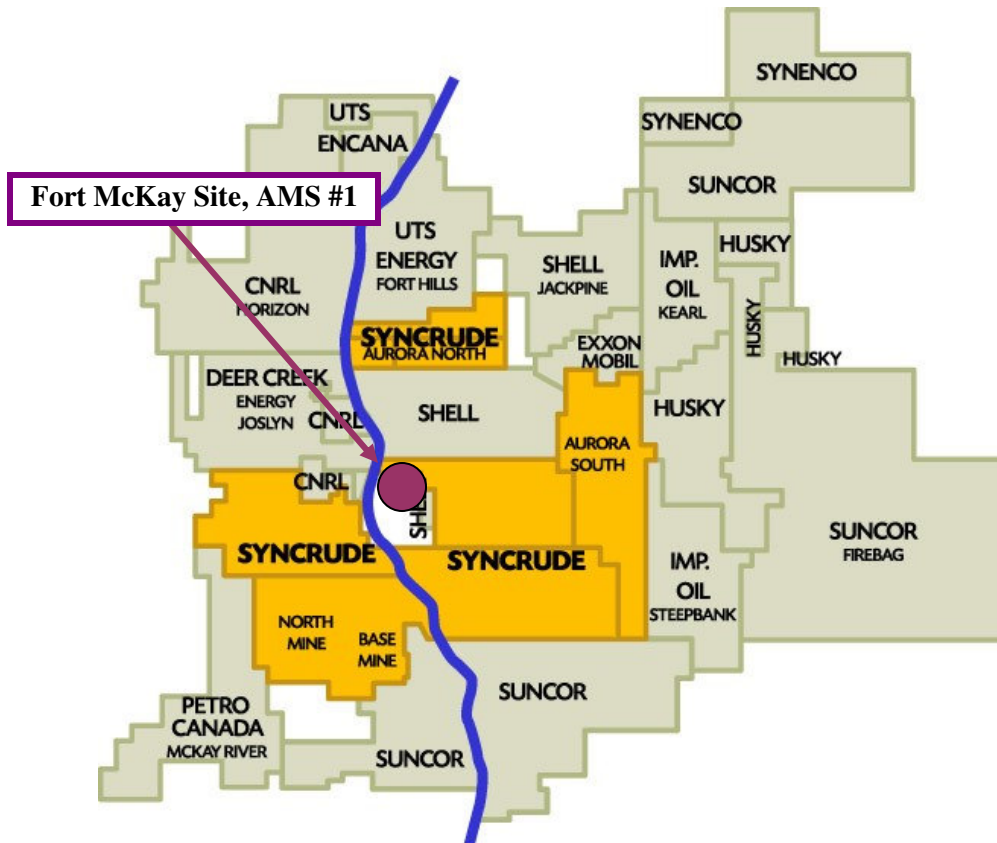 SYNENCO
UTS
ENCANA
SYNENCO
SUNCOR
Fort McKay Site, AMS #1
UTS
ENERGY
FORT HILLS
HUSKY
SHELL
JACKPINE
IMP.
OIL
KEARL
CNRL
HORIZON
HUSKY
SYNCRUDE
AURORA NORTH
EXXON
MOBIL
HUSKY
DEER CREEK
ENERGY
JOSLYN
CNRL
SHELL
HUSKY
AURORA
SOUTH
CNRL
SHELL
SYNCRUDE
SYNCRUDE
SUNCOR
FIREBAG
IMP.
OIL
STEEPBANK
NORTH
MINE
BASE
MINE
SUNCOR
PETRO
CANADA
MCKAY RIVER
SUNCOR